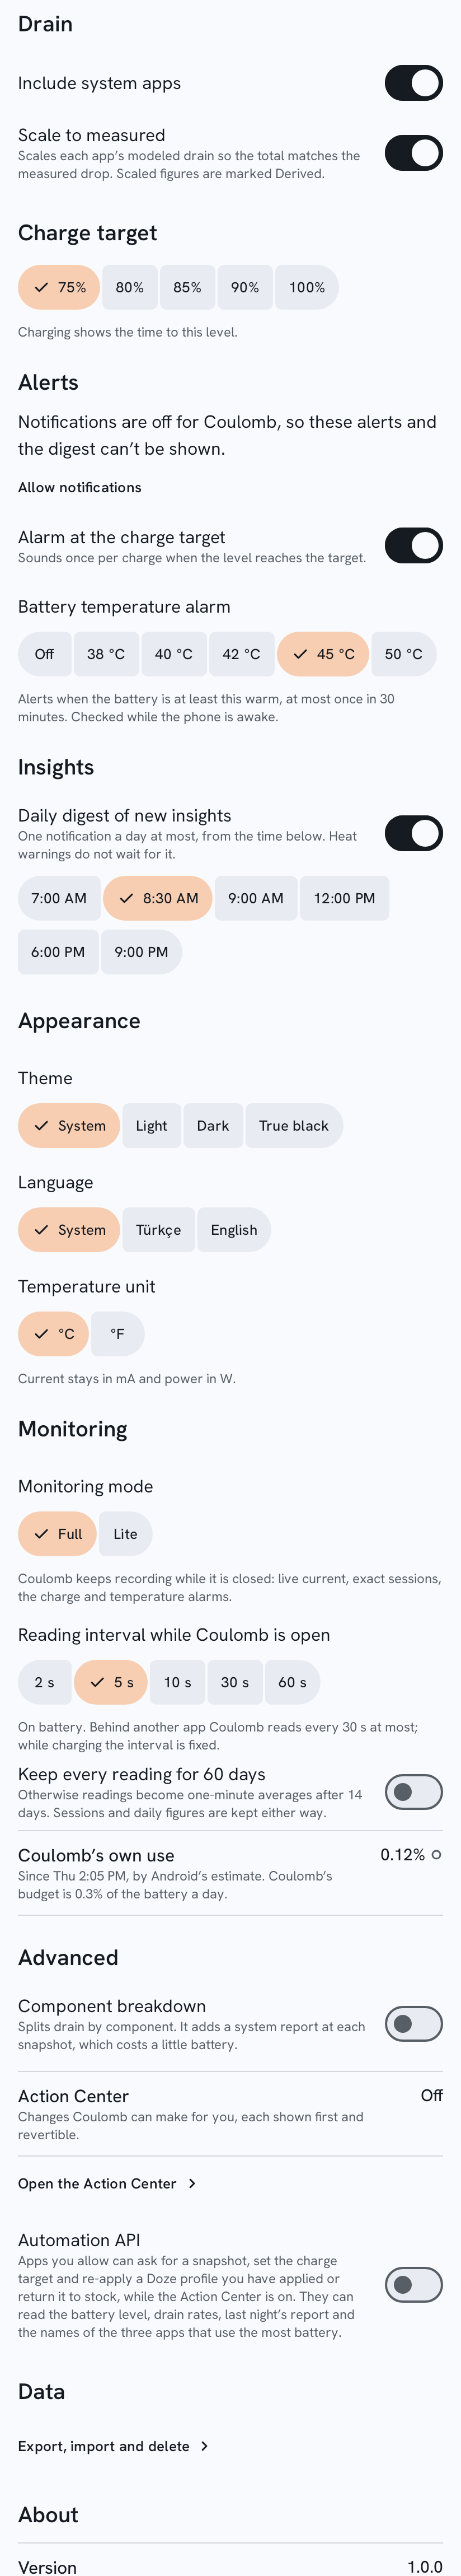 Drain
Include system apps
Scale to measured
Scales each app’s modeled drain so the total matches the
measured drop. Scaled figures are marked Derived.
Charge target
75%
80%
85%
90%
100%
Charging shows the time to this level.
Alerts
Notifications are off for Coulomb, so these alerts and
the digest can’t be shown.
Allow notifications
Alarm at the charge target
Sounds once per charge when the level reaches the target.
Battery temperature alarm
Off
38 °C
40 °C
42 °C
45 °C
50 °C
Alerts when the battery is at least this warm, at most once in 30
minutes. Checked while the phone is awake.
Insights
Daily digest of new insights
One notification a day at most, from the time below. Heat
warnings do not wait for it.
7:00 AM
8:30 AM
9:00 AM
12:00 PM
6:00 PM
9:00 PM
Appearance
Theme
System
Light
Dark
True black
Language
System
Türkçe
English
Temperature unit
°C
°F
Current stays in mA and power in W.
Monitoring
Monitoring mode
Full
Lite
Coulomb keeps recording while it is closed: live current, exact sessions,
the charge and temperature alarms.
Reading interval while Coulomb is open
2 s
5 s
10 s
30 s
60 s
On battery. Behind another app Coulomb reads every 30 s at most;
while charging the interval is fixed.
Keep every reading for 60 days
Otherwise readings become one-minute averages after 14
days. Sessions and daily figures are kept either way.
Coulomb’s own use
0.12%
Since Thu 2:05 PM, by Android’s estimate. Coulomb’s
budget is 0.3% of the battery a day.
Advanced
Component breakdown
Splits drain by component. It adds a system report at each
snapshot, which costs a little battery.
Action Center
Off
Changes Coulomb can make for you, each shown first and
revertible.
Open the Action Center
Automation API
Apps you allow can ask for a snapshot, set the charge
target and re-apply a Doze profile you have applied or
return it to stock, while the Action Center is on. They can
read the battery level, drain rates, last night’s report and
the names of the three apps that use the most battery.
Data
Export, import and delete
About
Version
1.0.0